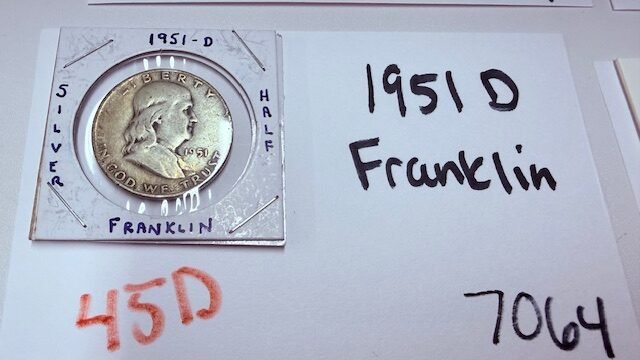 1951-D
SILVER
HALF
LIBERTY
1951
IN GOD WE TRUST
FRANKLIN
1951 D
Franklin
45D
7064